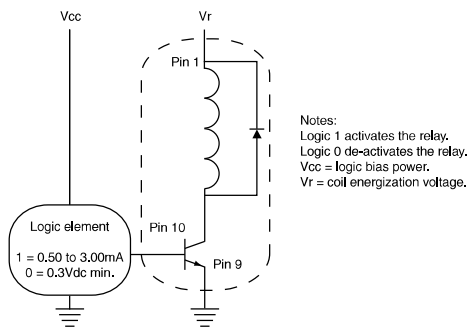 Vcc
Vr
Pin 1
Notes:
Logic 1 activates the relay.
Logic 0 de-activates the relay.
Vcc = logic bias power.
Vr = coil energization voltage.
Logic element
1 = 0.50 to 3.00mA
0 = 0.3Vdc min.
Pin 10
Pin 9